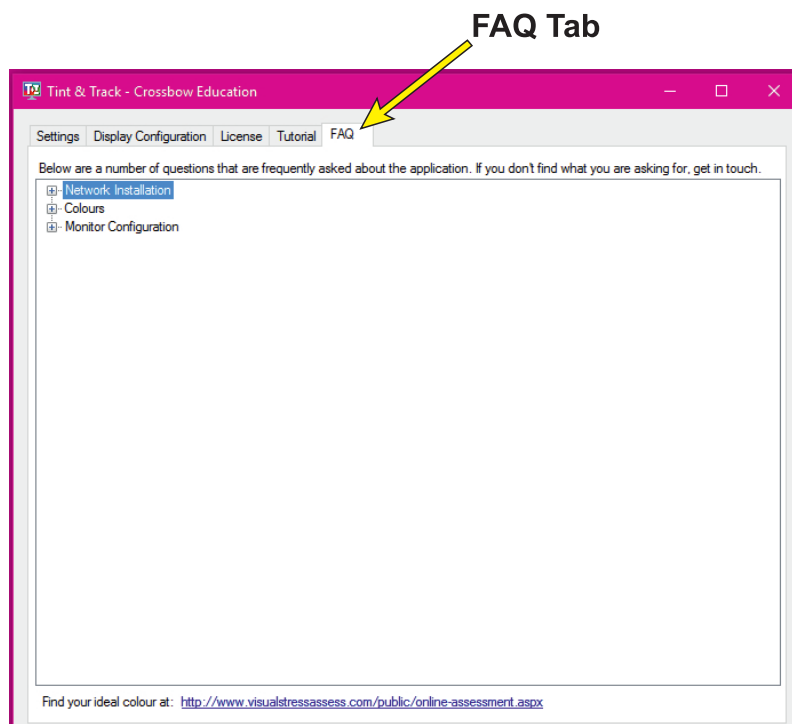 FAQ Tab
Tint & Track - Crossbow Education
Settings Display Configuration License Tutorial FAQ
Below are a number of questions that are frequently asked about the application. If you don't find what you are asking for, get in touch.
Network Installation
Colours
Monitor Configuration
Find your ideal colour at: http://www.visualstressassess.com/public/online-assessment.aspx